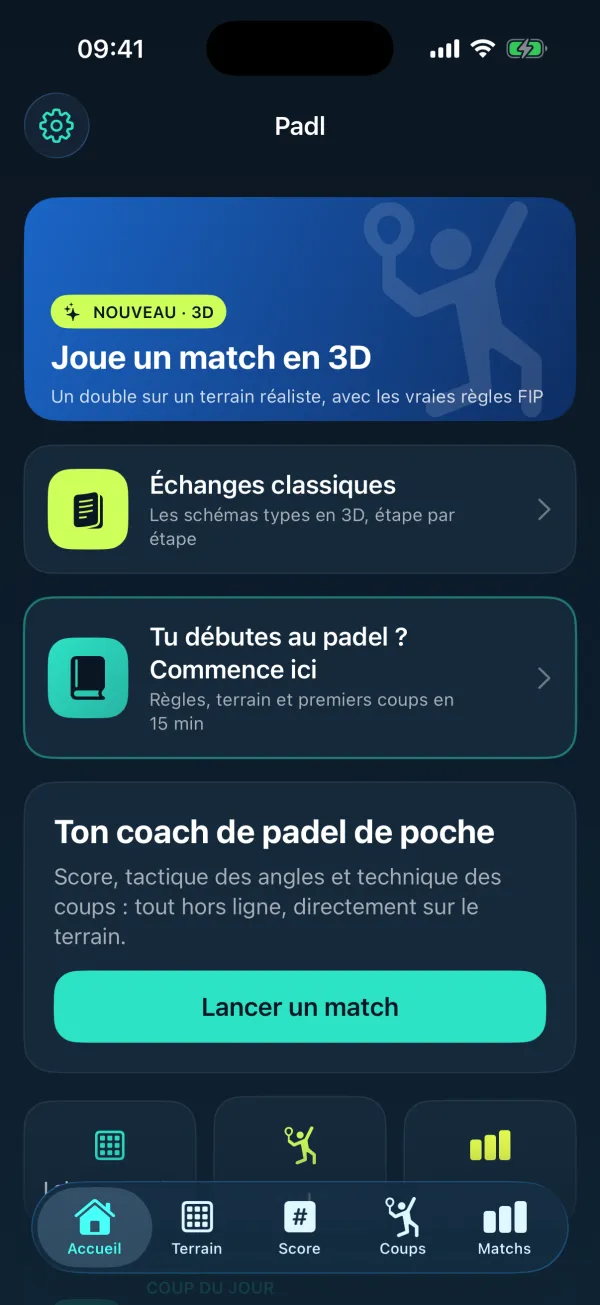 09:41
Padl
NOUVEAU · 3D
Joue un match en 3D
Un double sur un terrain réaliste, avec les vraies règles FIP
Échanges classiques
Les schémas types en 3D, étape par
étape
Tu débutes au padel ?
Commence ici
Règles, terrain et premiers coups en
15 min
Ton coach de padel de poche
Score, tactique des angles et technique des
coups : tout hors ligne, directement sur le
terrain.
Lancer un match
#
Accueil
Terrain
Score
Coups
Matchs
COUP DU JOUR